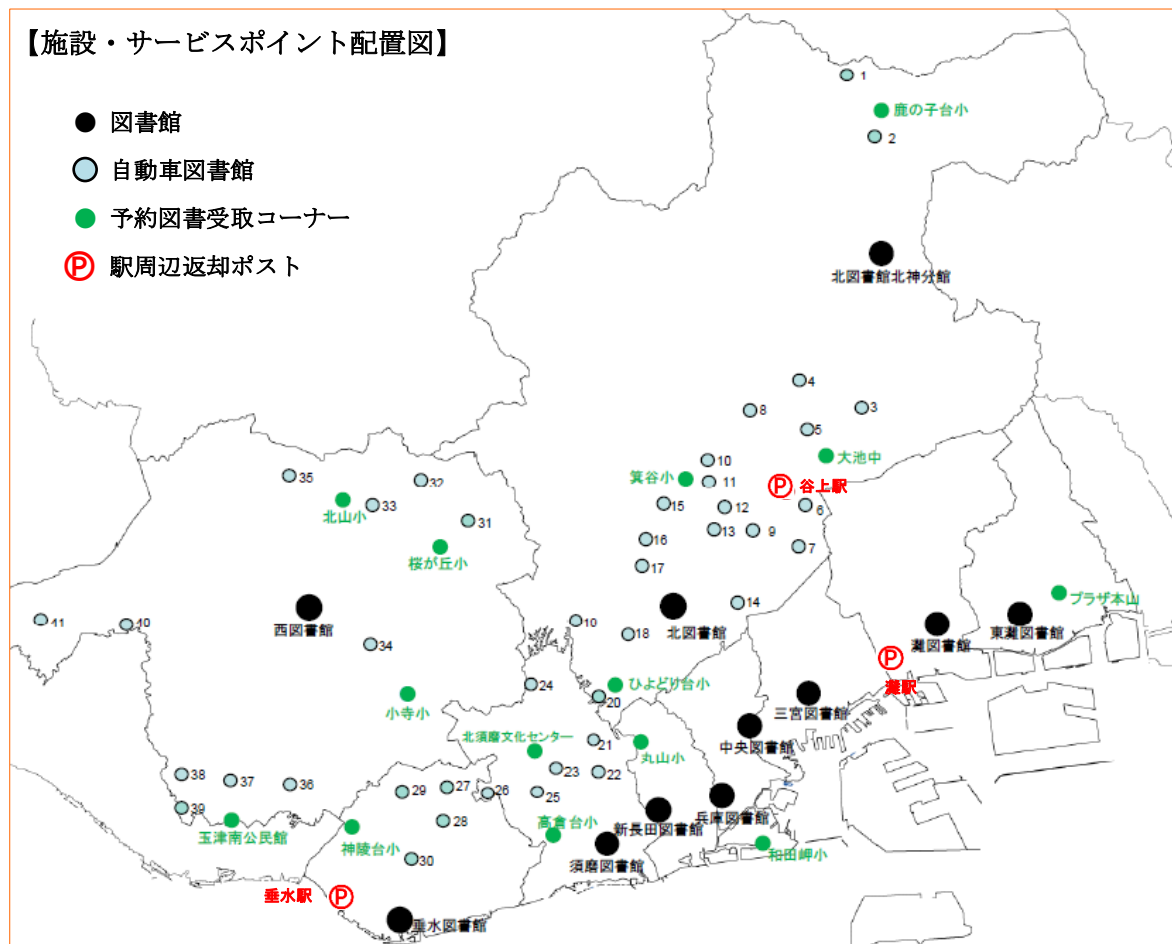 【施設・サービスポイント配置図】
図書館
自動車図書館
予約図書受取コーナー
Ⓟ 駅周辺返却ポスト
1
鹿の子台小
2
北図書館北神分館
4
8
3
5
10
大池中
箕谷小
11
Ⓟ 谷上駅
35
32
33
15
12
6
北山小
31
13
9
16
7
桜が丘小
17
14
プラザ本山
41
40
西図書館
10
18
北図書館
灘図書館
東灘図書館
34
Ⓟ
灘駅
24
ひよどり台小
小寺小
20
三宮図書館
中央図書館
北須磨文化センター
21
丸山小
38
37
36
23
22
29
27
26
25
39
28
兵庫図書館
玉津南公民館
神陵台小
高倉台小
新長田図書館
和田岬小
30
須磨図書館
垂水駅 Ⓟ
垂水図書館